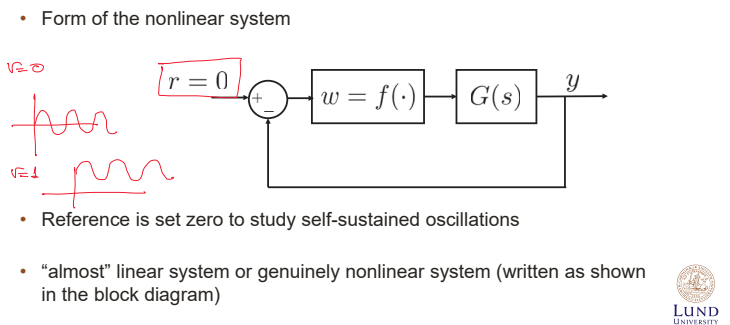 • Form of the nonlinear system
r=0
r = 0
+
−
w = f(·)
G(s)
y
r=1
• Reference is set zero to study self-sustained oscillations
• “almost” linear system or genuinely nonlinear system (written as shown
in the block diagram)
LUND
UNIVERSITY